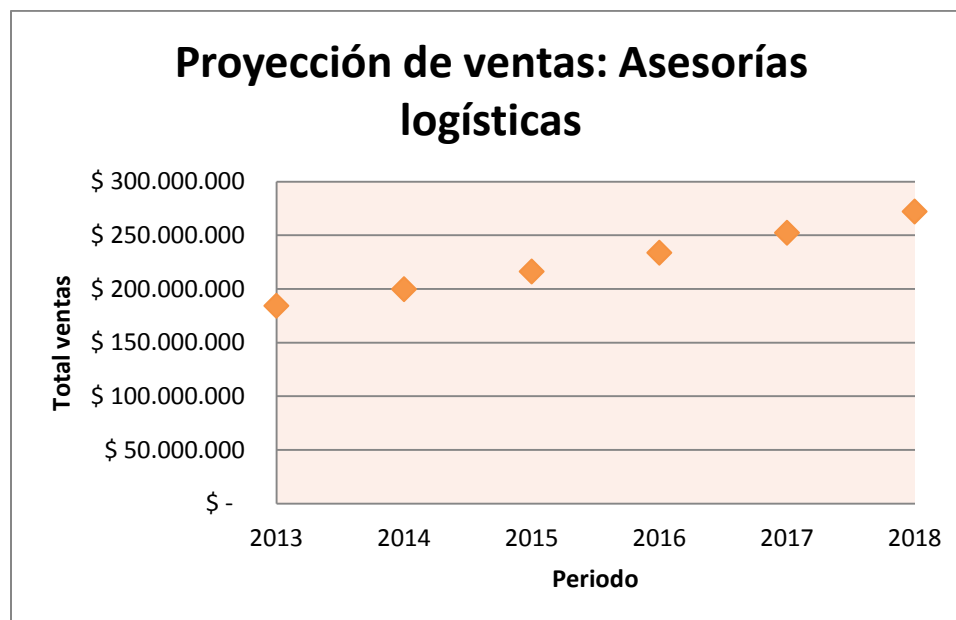 Proyección de ventas: Asesorías
logísticas
$ 300.000.000
$ 250.000.000
$ 200.000.000
$ 150.000.000
$ 100.000.000
$ 50.000.000
$ -
Total ventas
2013 2014 2015 2016 2017 2018
Periodo